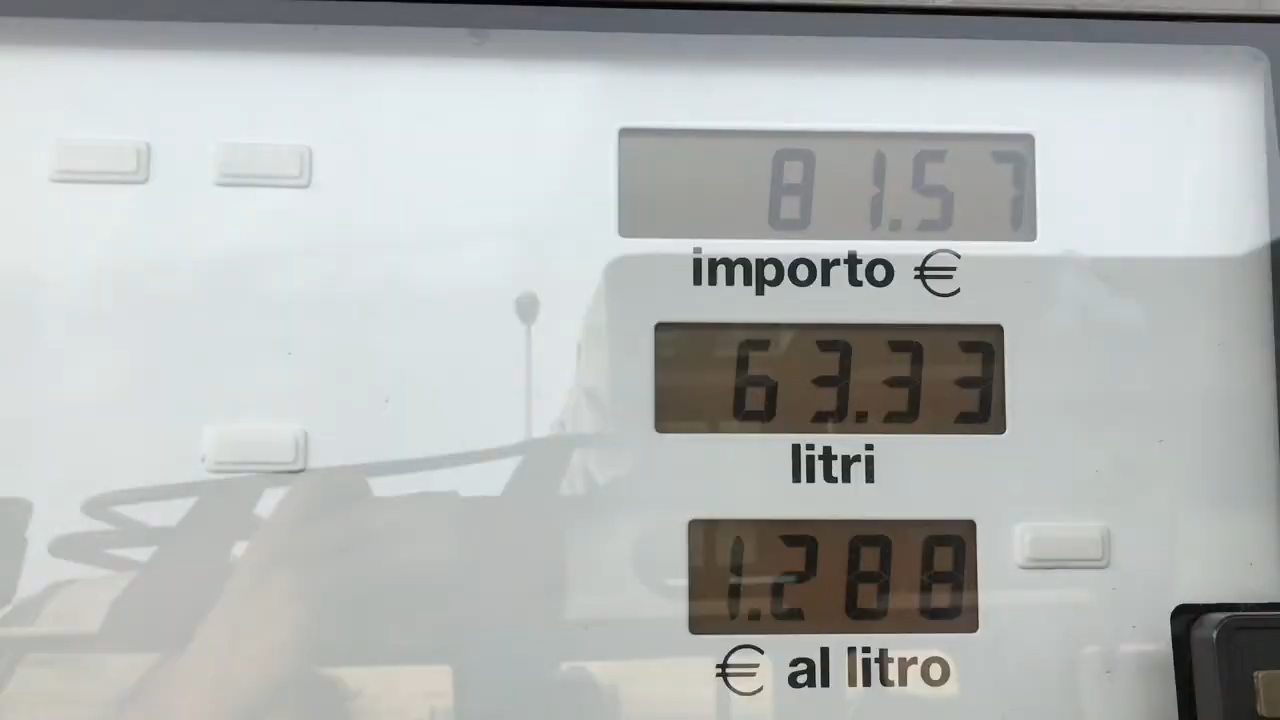 81.57
importo €
63.33
litri
1.288
€ al litro